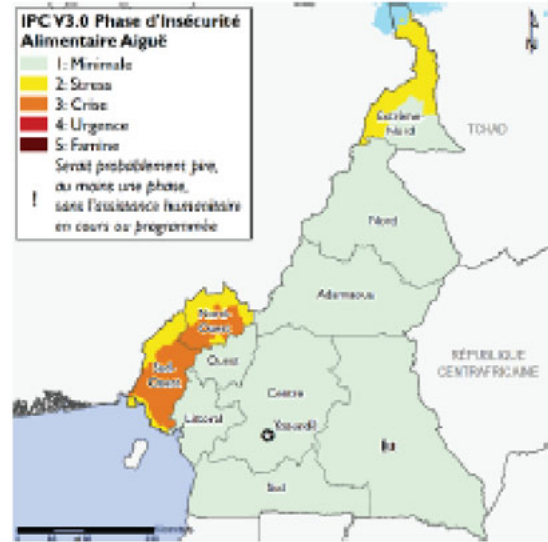 IPC V3.0 Phase d'Insécurité
Alimentaire Aiguë
1: Minimale
2: Stress
3: Crise
4: Urgence
5: Famine
Serait probablement pire,
au moins une phase,
sans l'assistance humanitaire
en cours ou programmée
!
N
Extrême-
Nord
TCHAD
Nord
Adamaoua
Nord-
Ouest
Sud-
Ouest
Ouest
RÉPUBLIQUE
CENTRAFRICAINE
Centre
Littoral
Yaoundé
Sud